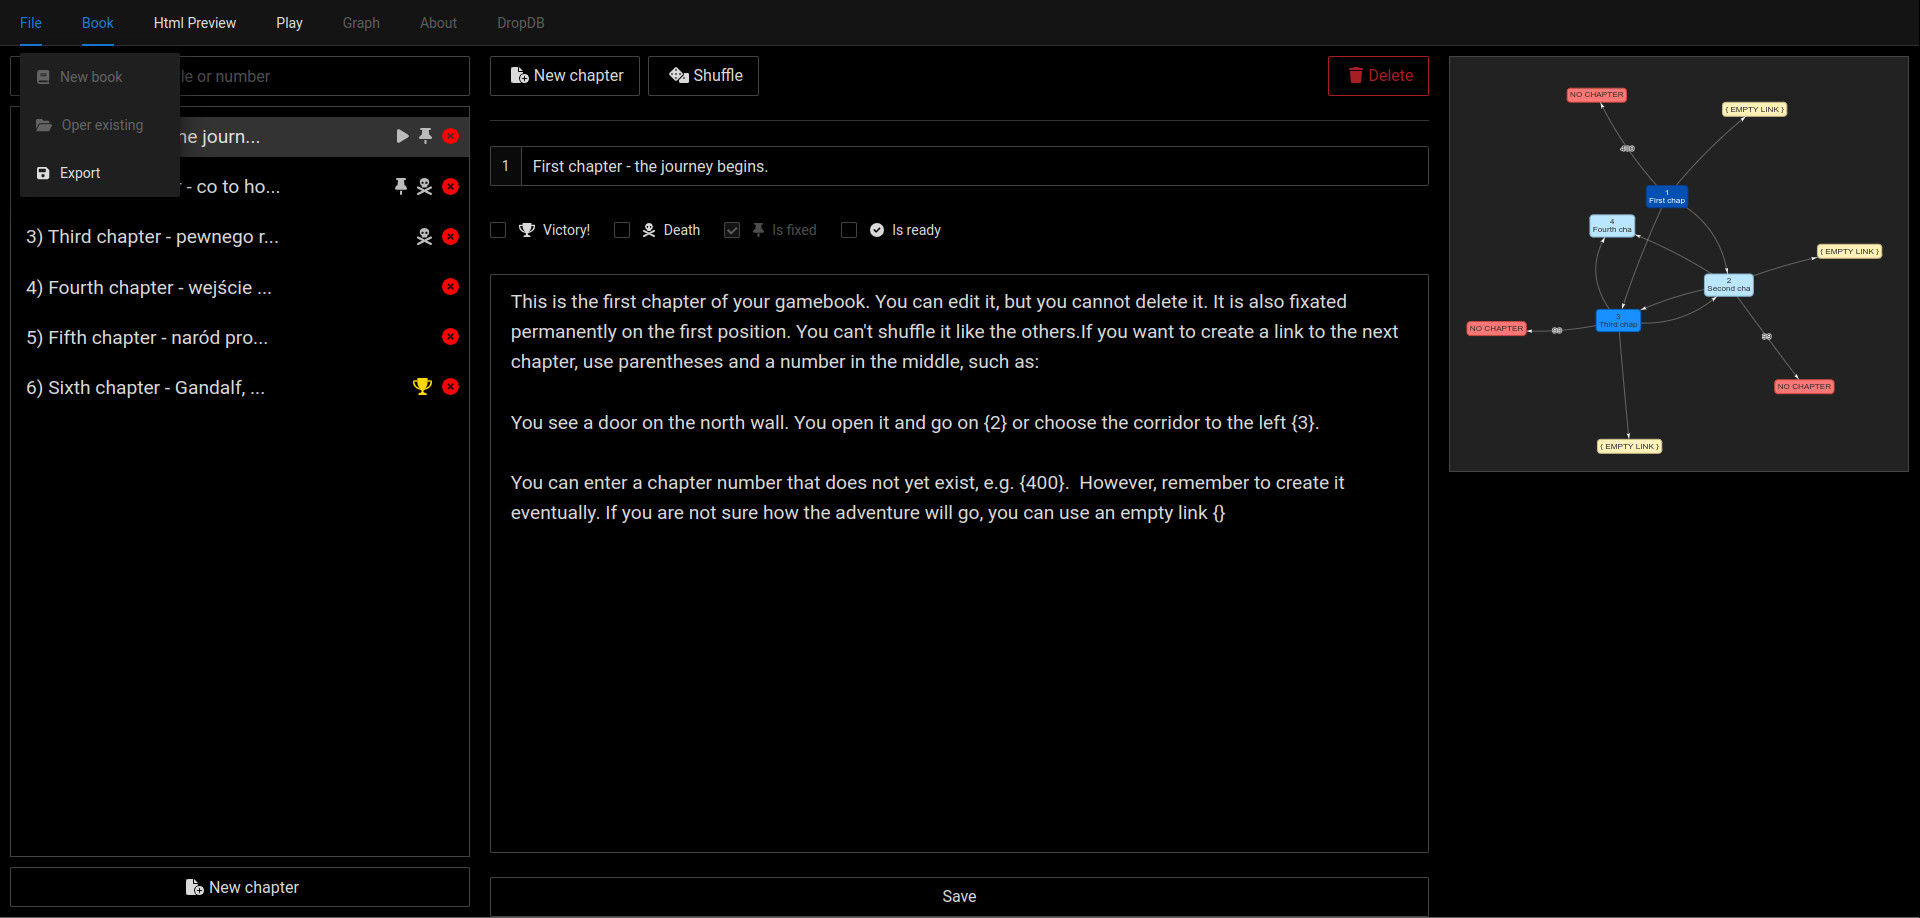 File Book Html Preview Play Graph About DropDB
New book
Oper existing
Export
le or number
he journ...
- co to ho...
3) Third chapter - pewnego r...
4) Fourth chapter - wejście ...
5) Fifth chapter - naród pro...
6) Sixth chapter - Gandalf, ...
New chapter
New chapter Shuffle Delete
1 First chapter - the journey begins.
Victory! Death Is fixed Is ready
This is the first chapter of your gamebook. You can edit it, but you cannot delete it. It is also fixated
permanently on the first position. You can't shuffle it like the others.If you want to create a link to the next
chapter, use parentheses and a number in the middle, such as:
You see a door on the north wall. You open it and go on {2} or choose the corridor to the left {3}.
You can enter a chapter number that does not yet exist, e.g. {400}.  However, remember to create it
eventually. If you are not sure how the adventure will go, you can use an empty link {}
Save
NO CHAPTER
{ EMPTY LINK }
1
First chap
4
Fourth cha
{ EMPTY LINK }
2
Second cha
3
Third chap
NO CHAPTER
NO CHAPTER
{ EMPTY LINK }